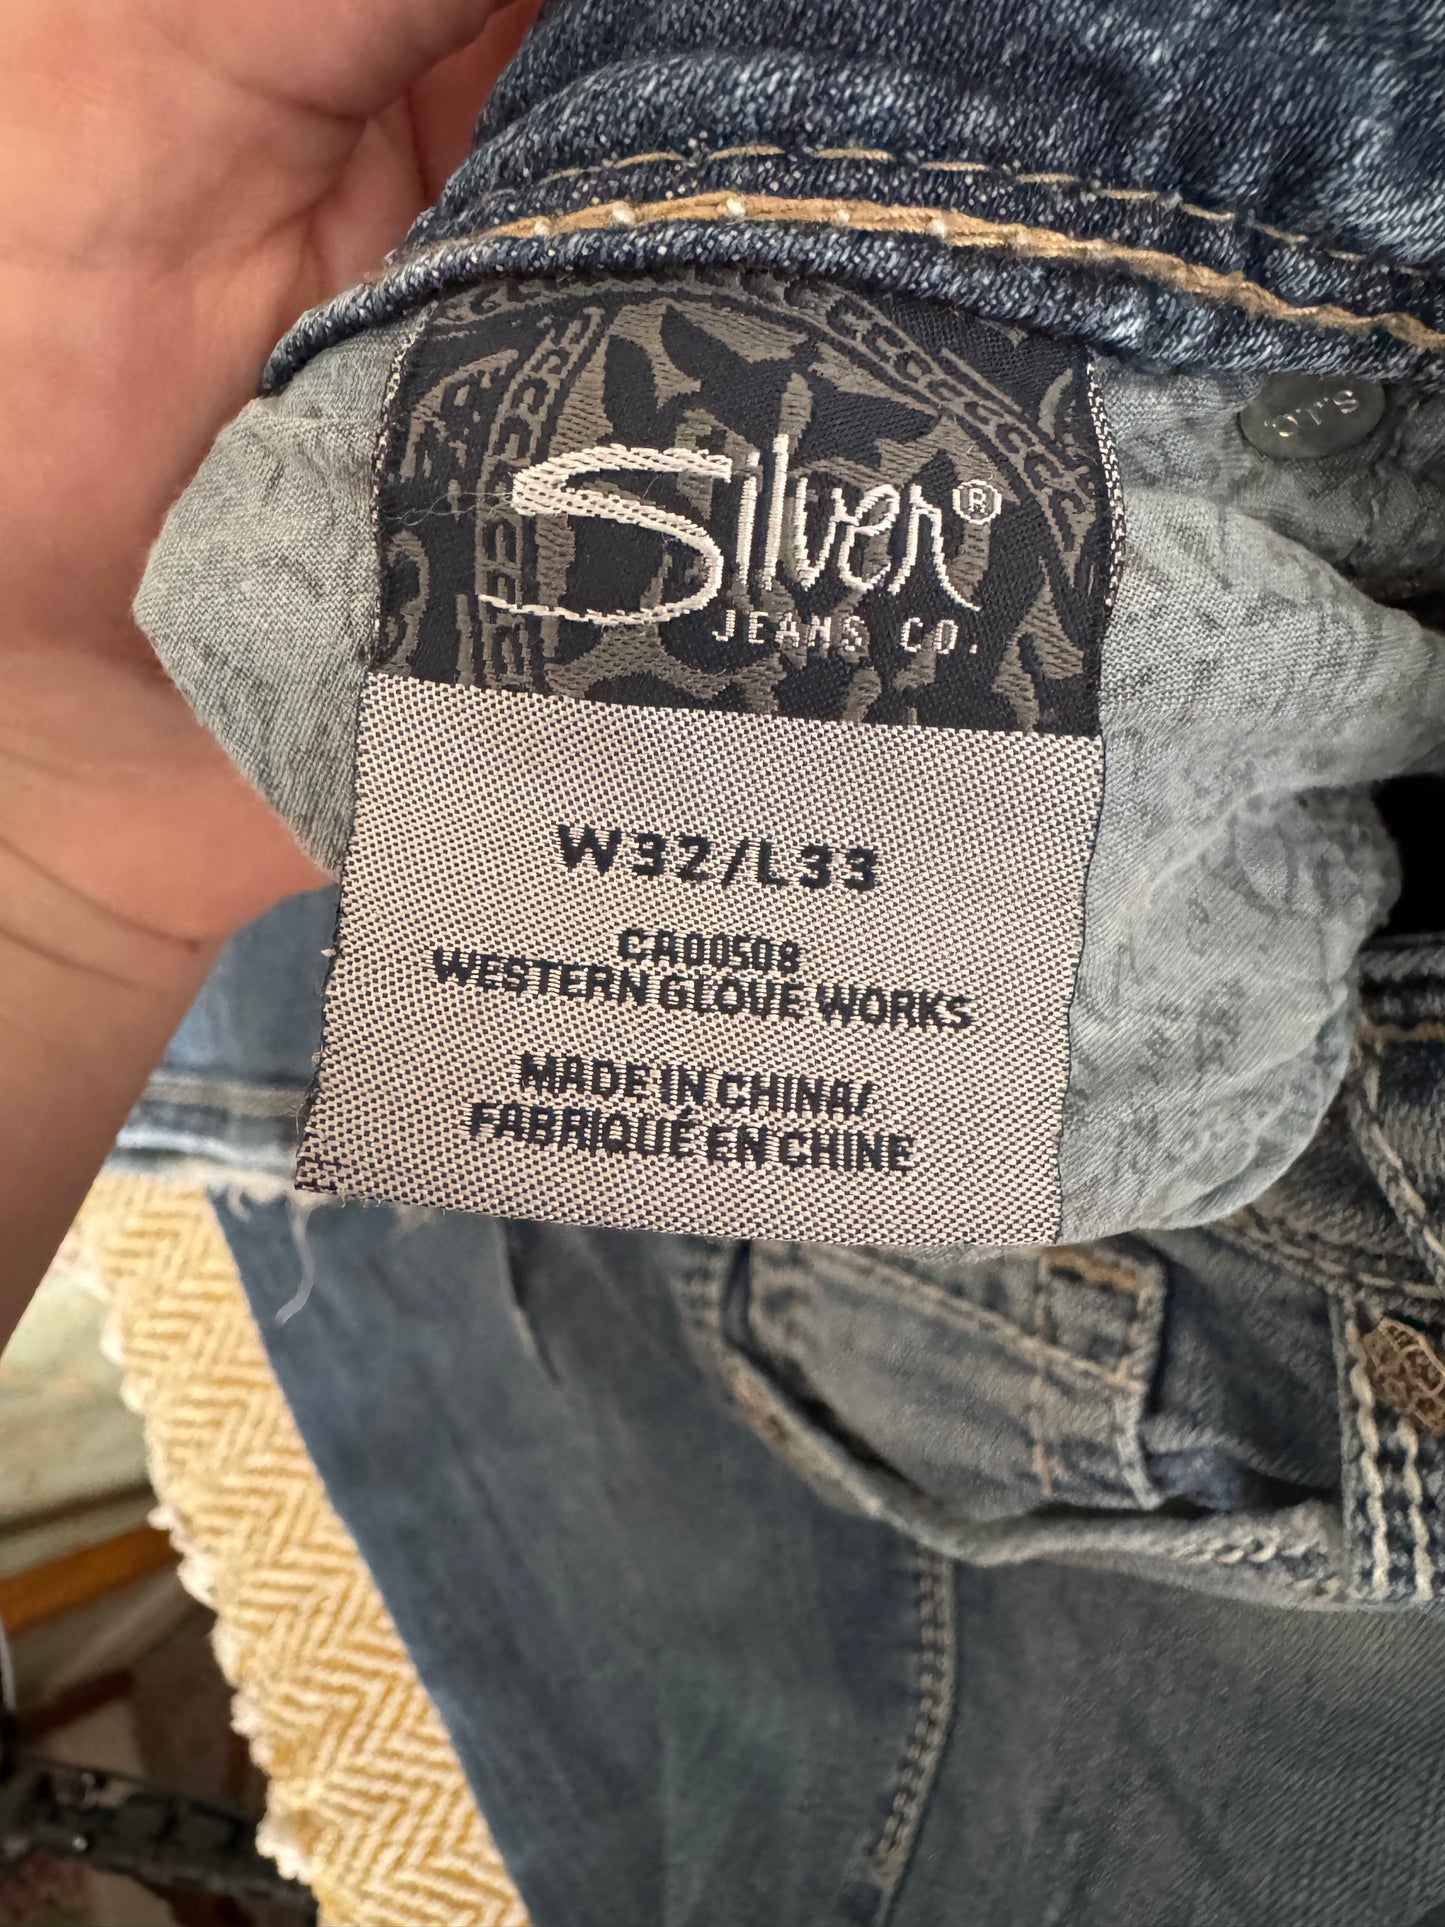 Silver®
JEANS CO.
W32/L33
CA00508
WESTERN GLOVE WORKS
MADE IN CHINA/
FABRIQUÉ EN CHINE